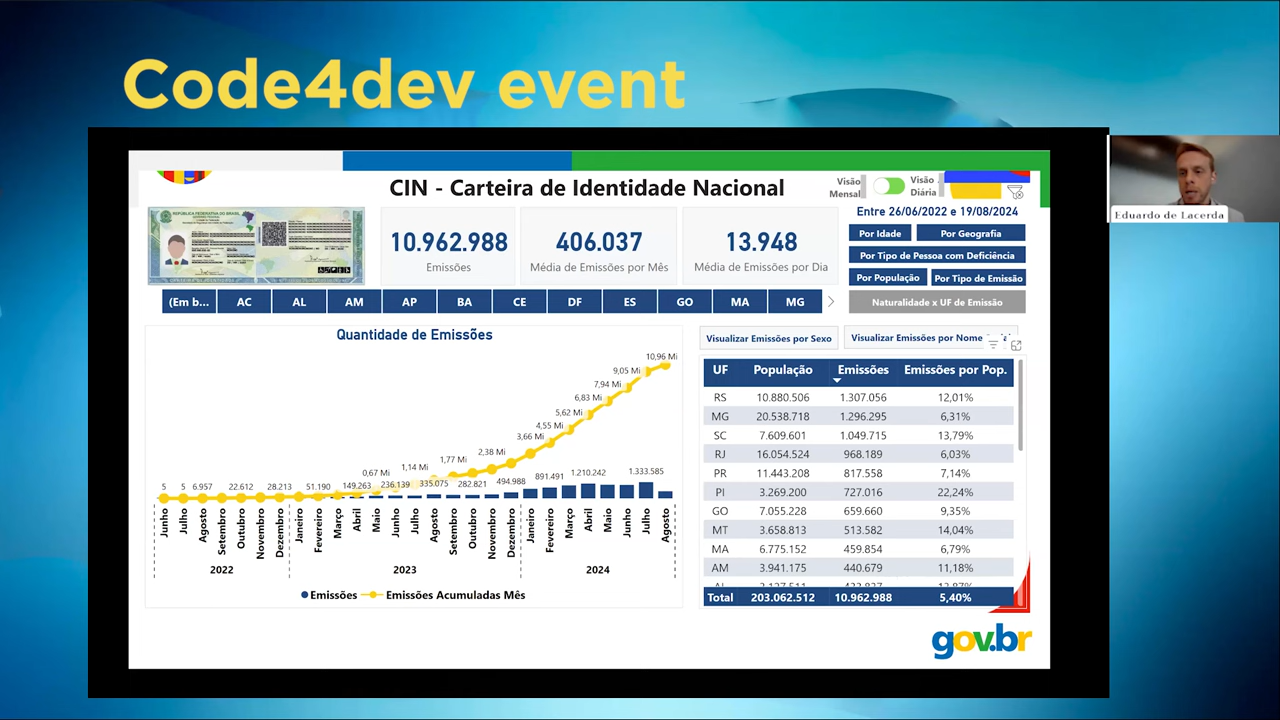 Code4dev event
CIN - Carteira de Identidade Nacional
Visão Mensal
Visão Diária
Eduardo de Lacerda
REPÚBLICA FEDERATIVA DO BRASIL
10.962.988
Emissões
406.037
Média de Emissões por Mês
13.948
Média de Emissões por Dia
Entre 26/06/2022 e 19/08/2024
Por Idade
Por Geografia
Por Tipo de Pessoa com Deficiência
Por População
Por Tipo de Emissão
Naturalidade x UF de Emissão
(Em b... AC AL AM AP BA CE DF ES GO MA MG
Quantidade de Emissões
10,96 Mi
9,05 Mi
7,94 Mi
6,83 Mi
5,62 Mi
4,55 Mi
3,66 Mi
2,38 Mi
1,77 Mi
1,14 Mi
0,67 Mi
5 5 6.957 22.612 28.213 51.190 149.263 236.139 335.075 282.821 494.988 891.491 1.210.242 1.333.585
Junho Julho Agosto Setembro Outubro Novembro Dezembro Janeiro Fevereiro Março Abril Maio Junho Julho Agosto Setembro Outubro Novembro Dezembro Janeiro Fevereiro Março Abril Maio Junho Julho Agosto
2022 2023 2024
Emissões Emissões Acumuladas Mês
Visualizar Emissões por Sexo
Visualizar Emissões por Nome
UF População Emissões Emissões por Pop.
RS 10.880.506 1.307.056 12,01%
MG 20.538.718 1.296.295 6,31%
SC 7.609.601 1.049.715 13,79%
RJ 16.054.524 968.189 6,03%
PR 11.443.208 817.558 7,14%
PI 3.269.200 727.016 22,24%
GO 7.055.228 659.660 9,35%
MT 3.658.813 513.582 14,04%
MA 6.775.152 459.854 6,79%
AM 3.941.175 440.679 11,18%
Total 203.062.512 10.962.988 5,40%
gov.br